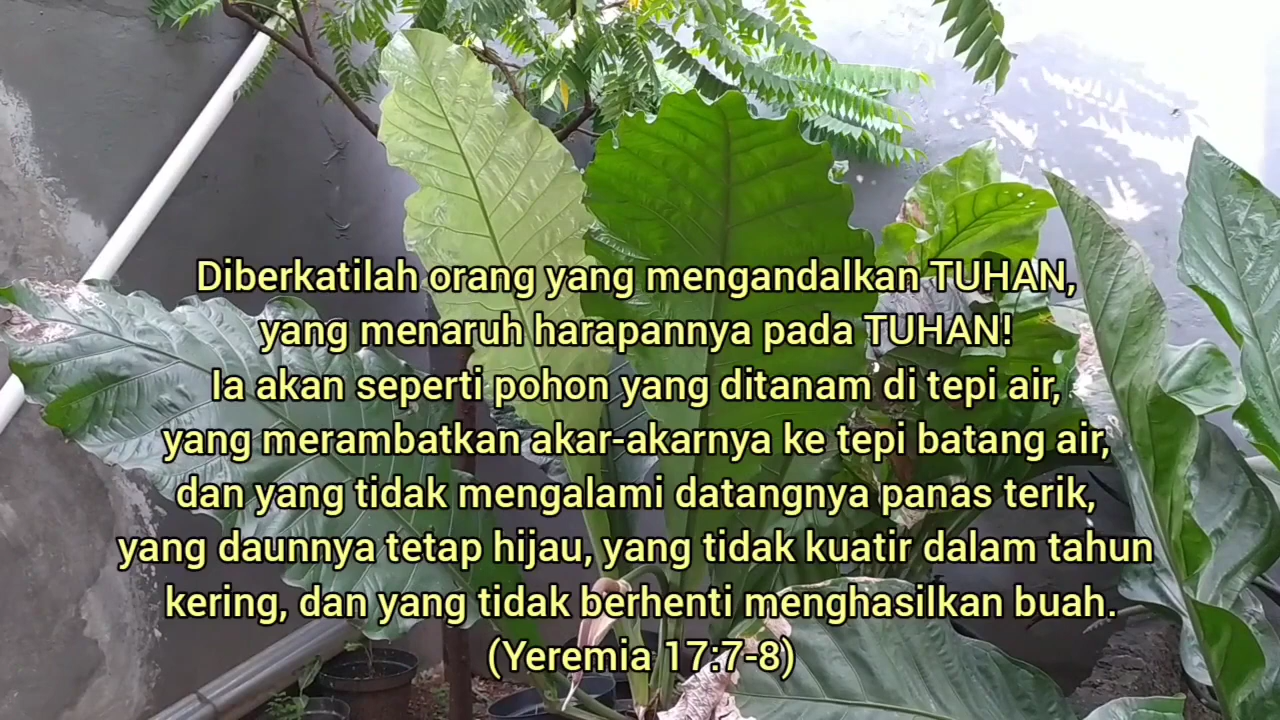 Diberkatilah orang yang mengandalkan TUHAN,
yang menaruh harapannya pada TUHAN!
Ia akan seperti pohon yang ditanam di tepi air,
yang merambatkan akar-akarnya ke tepi batang air,
dan yang tidak mengalami datangnya panas terik,
yang daunnya tetap hijau, yang tidak kuatir dalam tahun
kering, dan yang tidak berhenti menghasilkan buah.
(Yeremia 17:7-8)